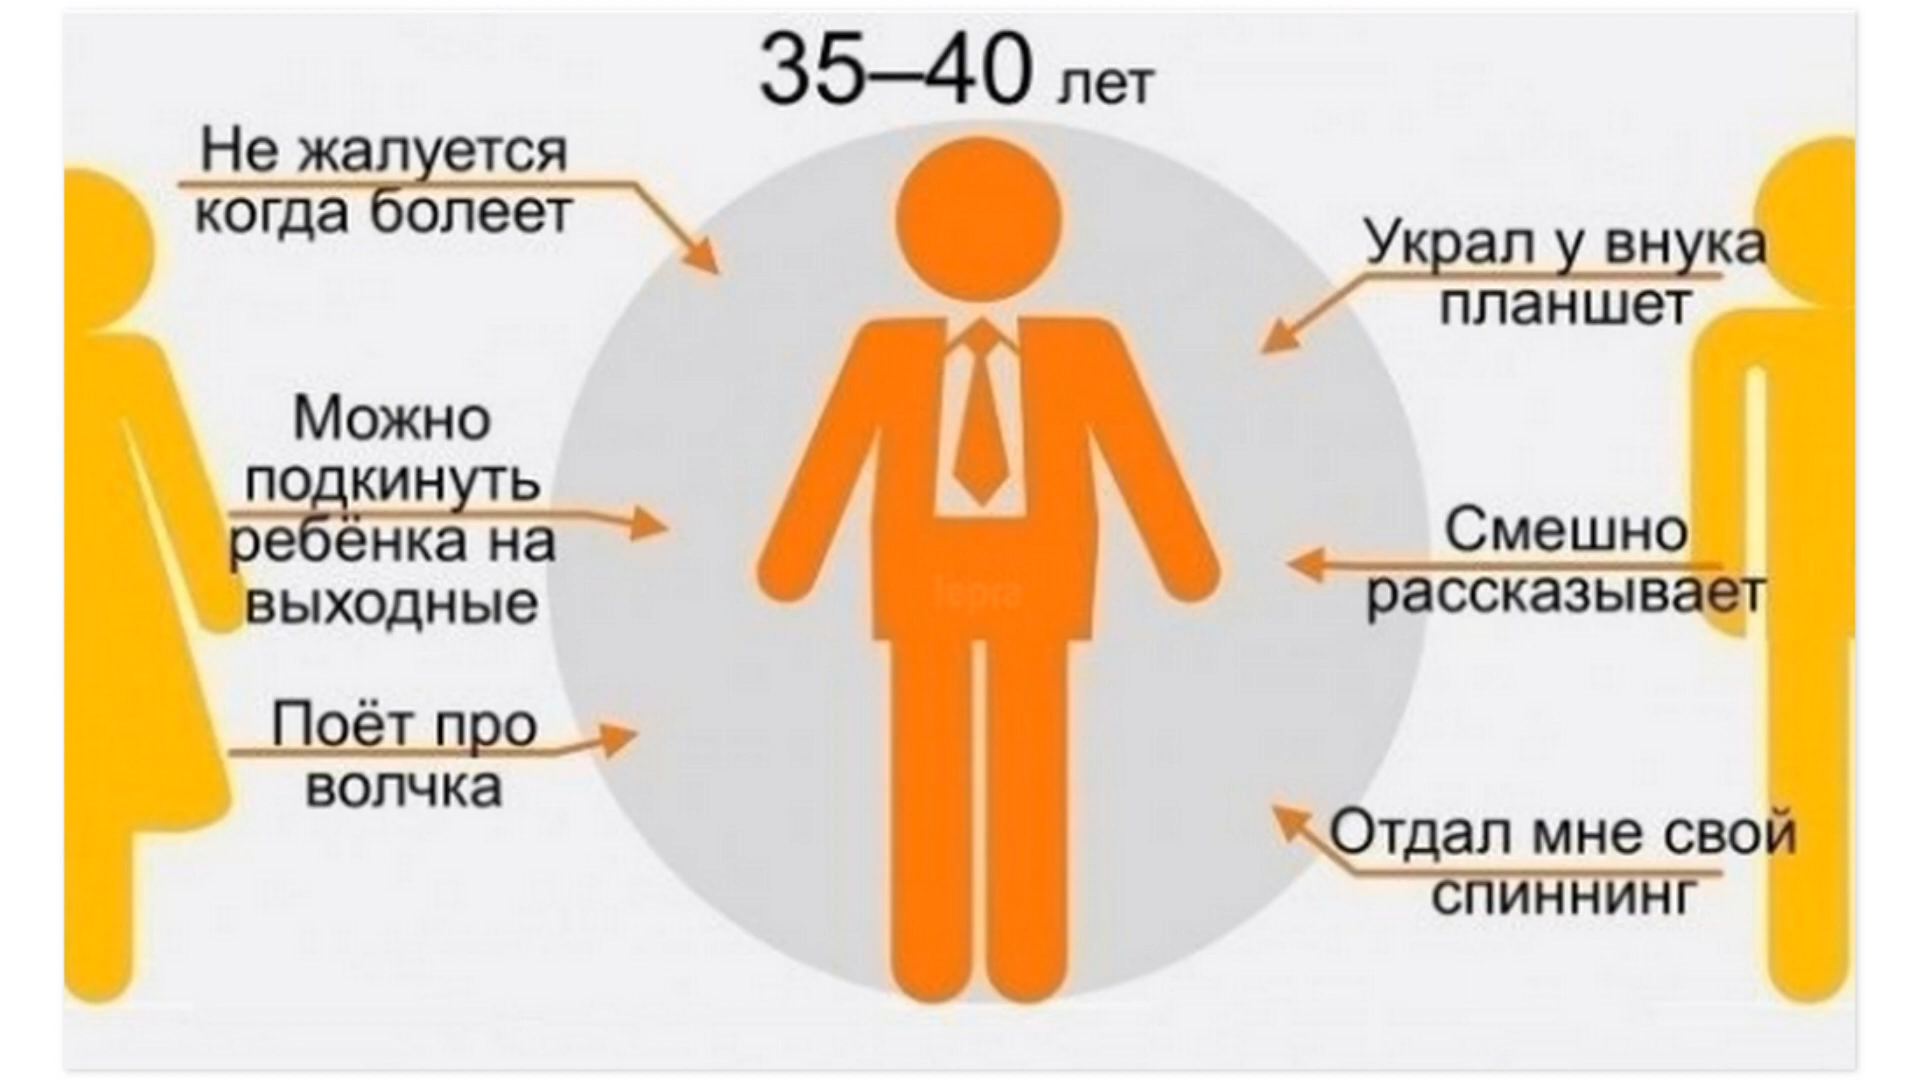 35–40 лет
Не жалуется
когда болеет
Можно
подкинуть
ребёнка на
выходные
Поёт про
волчка
Украл у внука
планшет
Смешно
рассказывает
Отдал мне свой
спиннинг
lepra